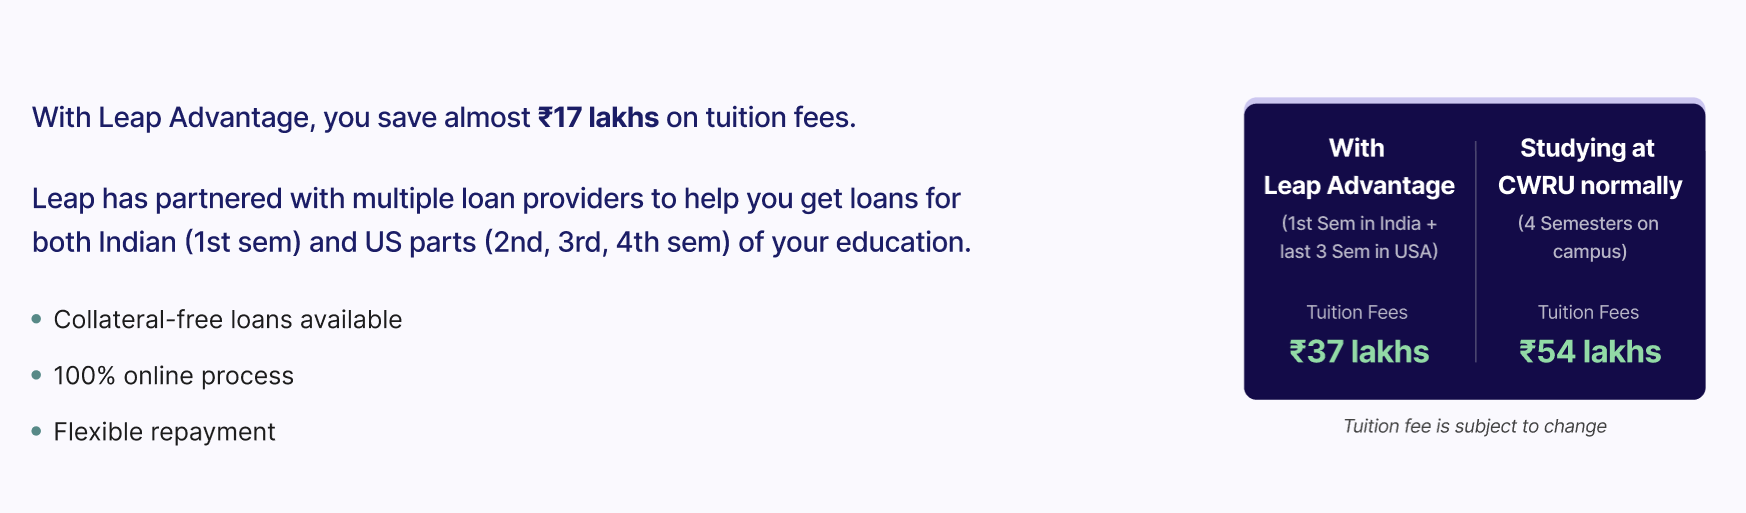 With Leap Advantage, you save almost ₹17 lakhs on tuition fees.
Leap has partnered with multiple loan providers to help you get loans for
both Indian (1st sem) and US parts (2nd, 3rd, 4th sem) of your education.
• Collateral-free loans available
• 100% online process
• Flexible repayment
With
Leap Advantage
(1st Sem in India +
last 3 Sem in USA)
Tuition Fees
₹37 lakhs
Studying at
CWRU normally
(4 Semesters on
campus)
Tuition Fees
₹54 lakhs
Tuition fee is subject to change